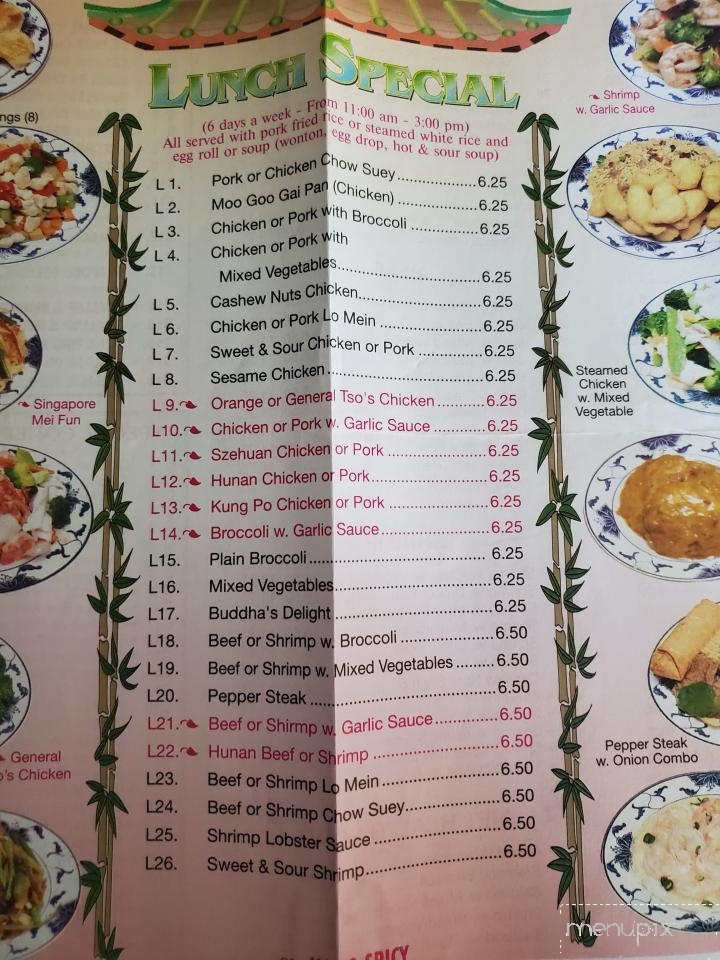 LUNCH SPECIAL
(6 days a week - From 11:00 am - 3:00 pm)
All served with pork fried rice or steamed white rice and
egg roll or soup (wonton, egg drop, hot & sour soup)
L 1. Pork or Chicken Chow Suey 6.25
L 2. Moo Goo Gai Pan (Chicken) 6.25
L 3. Chicken or Pork with Broccoli 6.25
L 4. Chicken or Pork with
Mixed Vegetables 6.25
L 5. Cashew Nuts Chicken 6.25
L 6. Chicken or Pork Lo Mein 6.25
L 7. Sweet & Sour Chicken or Pork 6.25
L 8. Sesame Chicken 6.25
L 9. Orange or General Tso's Chicken 6.25
L10. Chicken or Pork w. Garlic Sauce 6.25
L11. Szehuan Chicken or Pork 6.25
L12. Hunan Chicken or Pork 6.25
L13. Kung Po Chicken or Pork 6.25
L14. Broccoli w. Garlic Sauce 6.25
L15. Plain Broccoli 6.25
L16. Mixed Vegetables 6.25
L17. Buddha's Delight 6.25
L18. Beef or Shrimp w. Broccoli 6.50
L19. Beef or Shrimp w. Mixed Vegetables 6.50
L20. Pepper Steak 6.50
L21. Beef or Shirmp w. Garlic Sauce 6.50
L22. Hunan Beef or Shrimp 6.50
L23. Beef or Shrimp Lo Mein 6.50
L24. Beef or Shrimp Chow Suey 6.50
L25. Shrimp Lobster Sauce 6.50
L26. Sweet & Sour Shrimp 6.50
ngs (8)
Singapore
Mei Fun
General
o's Chicken
Shrimp
w. Garlic Sauce
Steamed
Chicken
w. Mixed
Vegetable
Pepper Steak
w. Onion Combo
SPICY
menupix